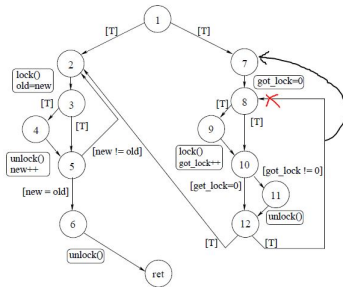 1
[T]
[T]
2
7
lock()
old=new
got_lock=0
[T]
3
[T]
8
[T]
[T]
4
9
unlock()
new++
lock()
got_lock++
[new != old]
5
10
[got_lock != 0]
[new = old]
[get_lock=0]
11
6
12
unlock()
unlock()
[T]
[T]
ret